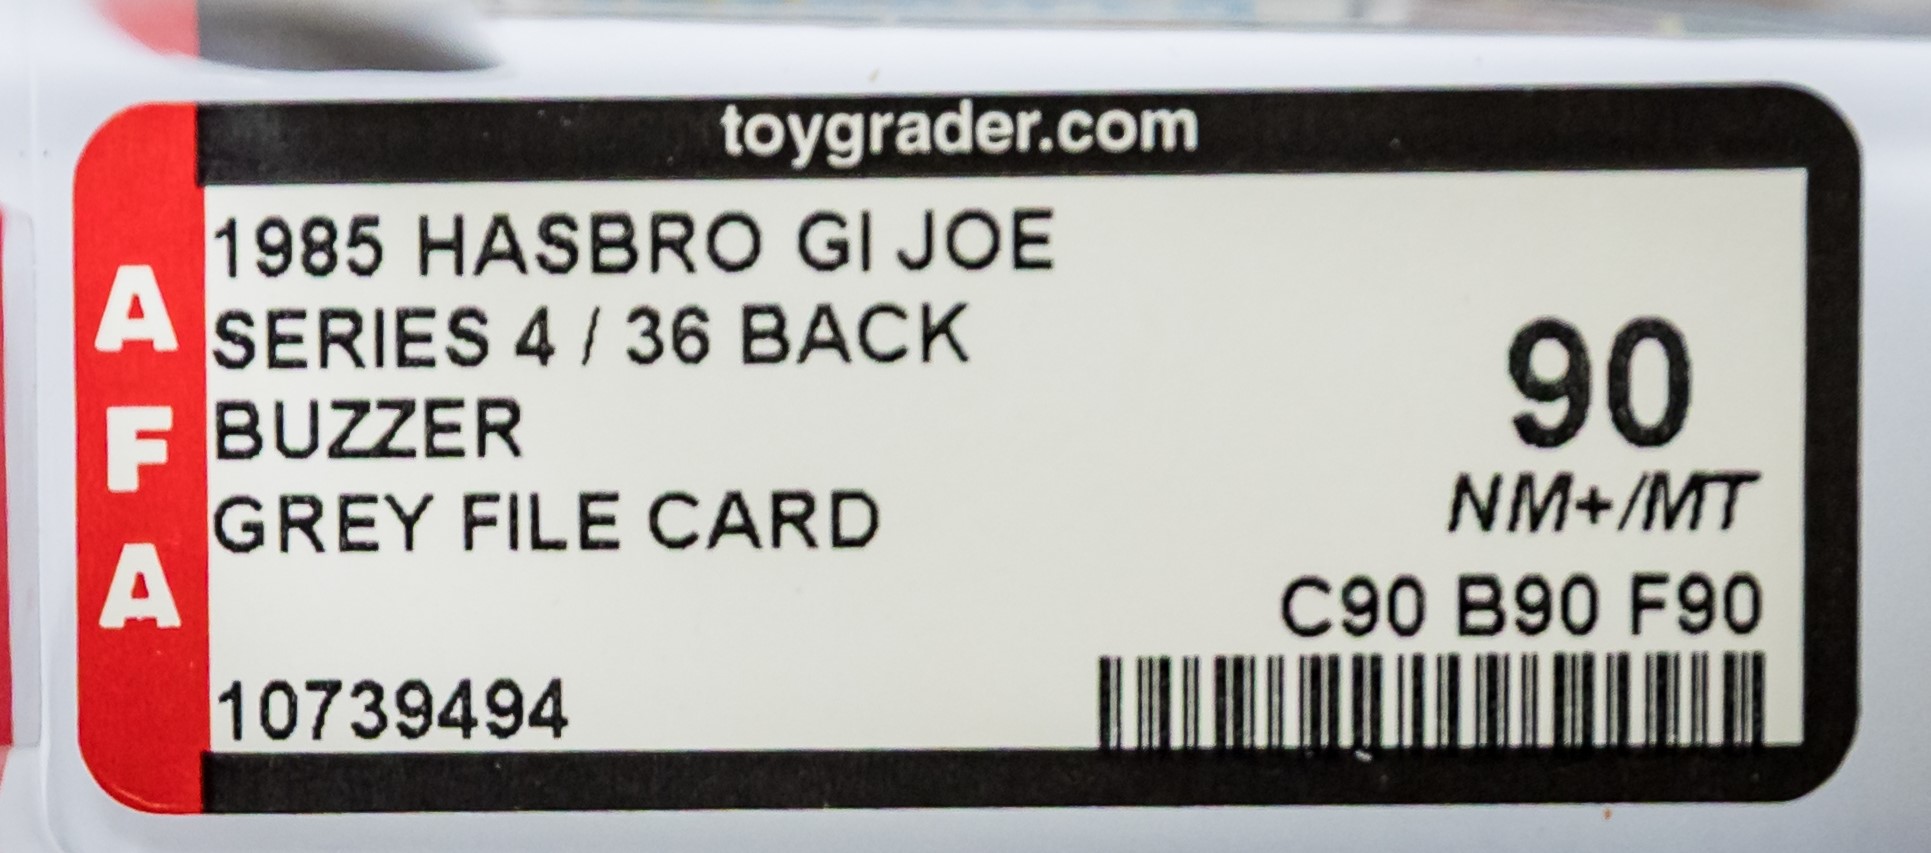 toygrader.com
AFA
1985 HASBRO GI JOE
SERIES 4 / 36 BACK
BUZZER
GREY FILE CARD
10739494
90
NM+/MT
C90 B90 F90